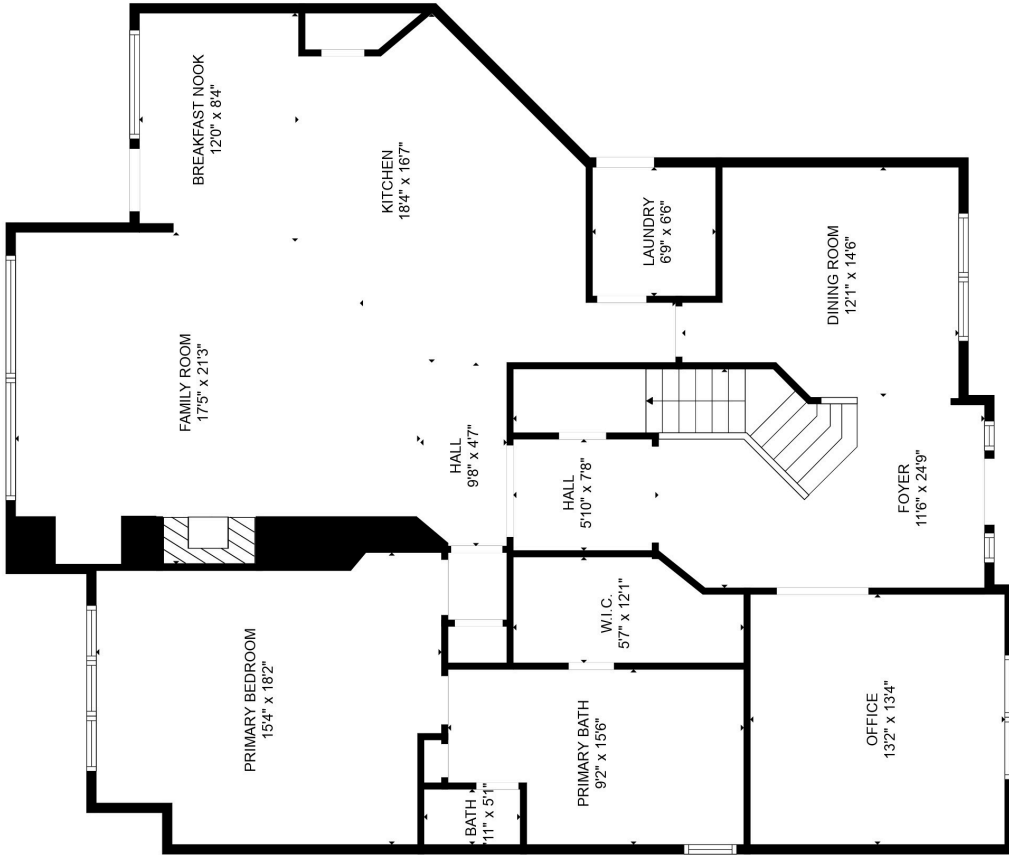 BREAKFAST NOOK
12'0" x 8'4"
KITCHEN
18'4" x 16'7"
LAUNDRY
6'9" x 6'6"
DINING ROOM
12'1" x 14'6"
FAMILY ROOM
17'5" x 21'3"
HALL
9'8" x 4'7"
HALL
5'10" x 7'8"
FOYER
11'6" x 24'9"
W.I.C.
5'7" x 12'1"
PRIMARY BEDROOM
15'4" x 18'2"
PRIMARY BATH
9'2" x 15'6"
OFFICE
13'2" x 13'4"
BATH
'11" x 5'1"